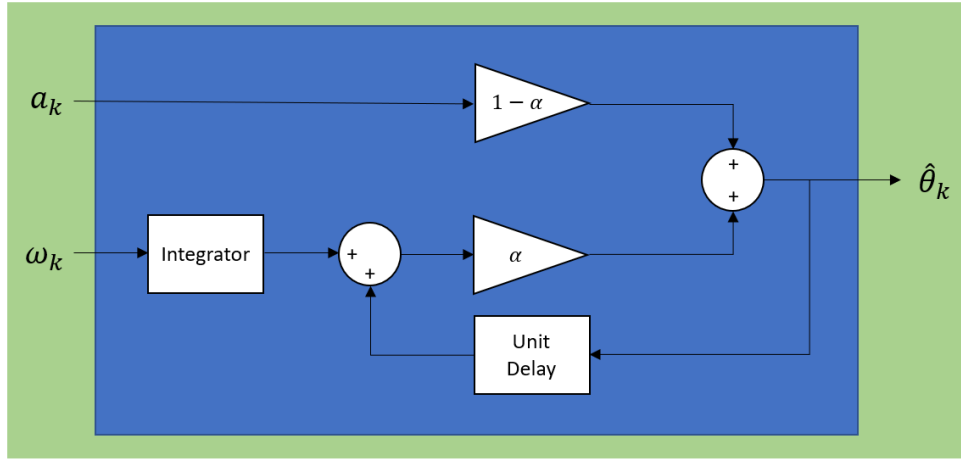 a_k
1 − α
+
+
θ̂_k
ω_k
Integrator
+
+
α
Unit
Delay